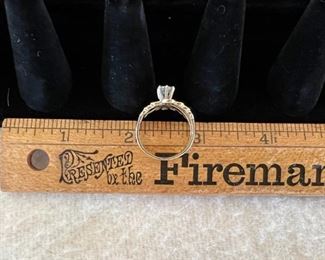 1 2 3 4
PRESENTED
by the Fireman